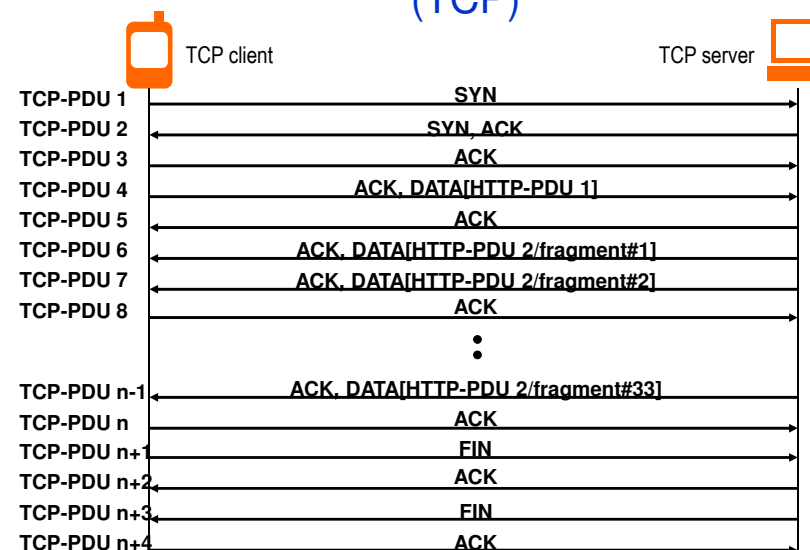 (TCP)
TCP client
TCP server
TCP-PDU 1 SYN
TCP-PDU 2 SYN, ACK
TCP-PDU 3 ACK
TCP-PDU 4 ACK, DATA[HTTP-PDU 1]
TCP-PDU 5 ACK
TCP-PDU 6 ACK, DATA[HTTP-PDU 2/fragment#1]
TCP-PDU 7 ACK, DATA[HTTP-PDU 2/fragment#2]
TCP-PDU 8 ACK
TCP-PDU n-1 ACK, DATA[HTTP-PDU 2/fragment#33]
TCP-PDU n ACK
TCP-PDU n+1 FIN
TCP-PDU n+2 ACK
TCP-PDU n+3 FIN
TCP-PDU n+4 ACK